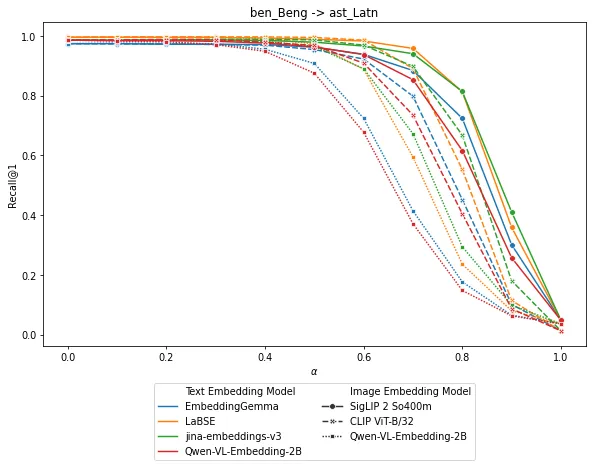 ben_Beng -> ast_Latn
1.0
0.8
0.6
0.4
0.2
0.0
Recall@1
0.0 0.2 0.4 0.6 0.8 1.0
α
Text Embedding Model
EmbeddingGemma
LaBSE
jina-embeddings-v3
Qwen-VL-Embedding-2B
Image Embedding Model
SigLIP 2 So400m
CLIP ViT-B/32
Qwen-VL-Embedding-2B